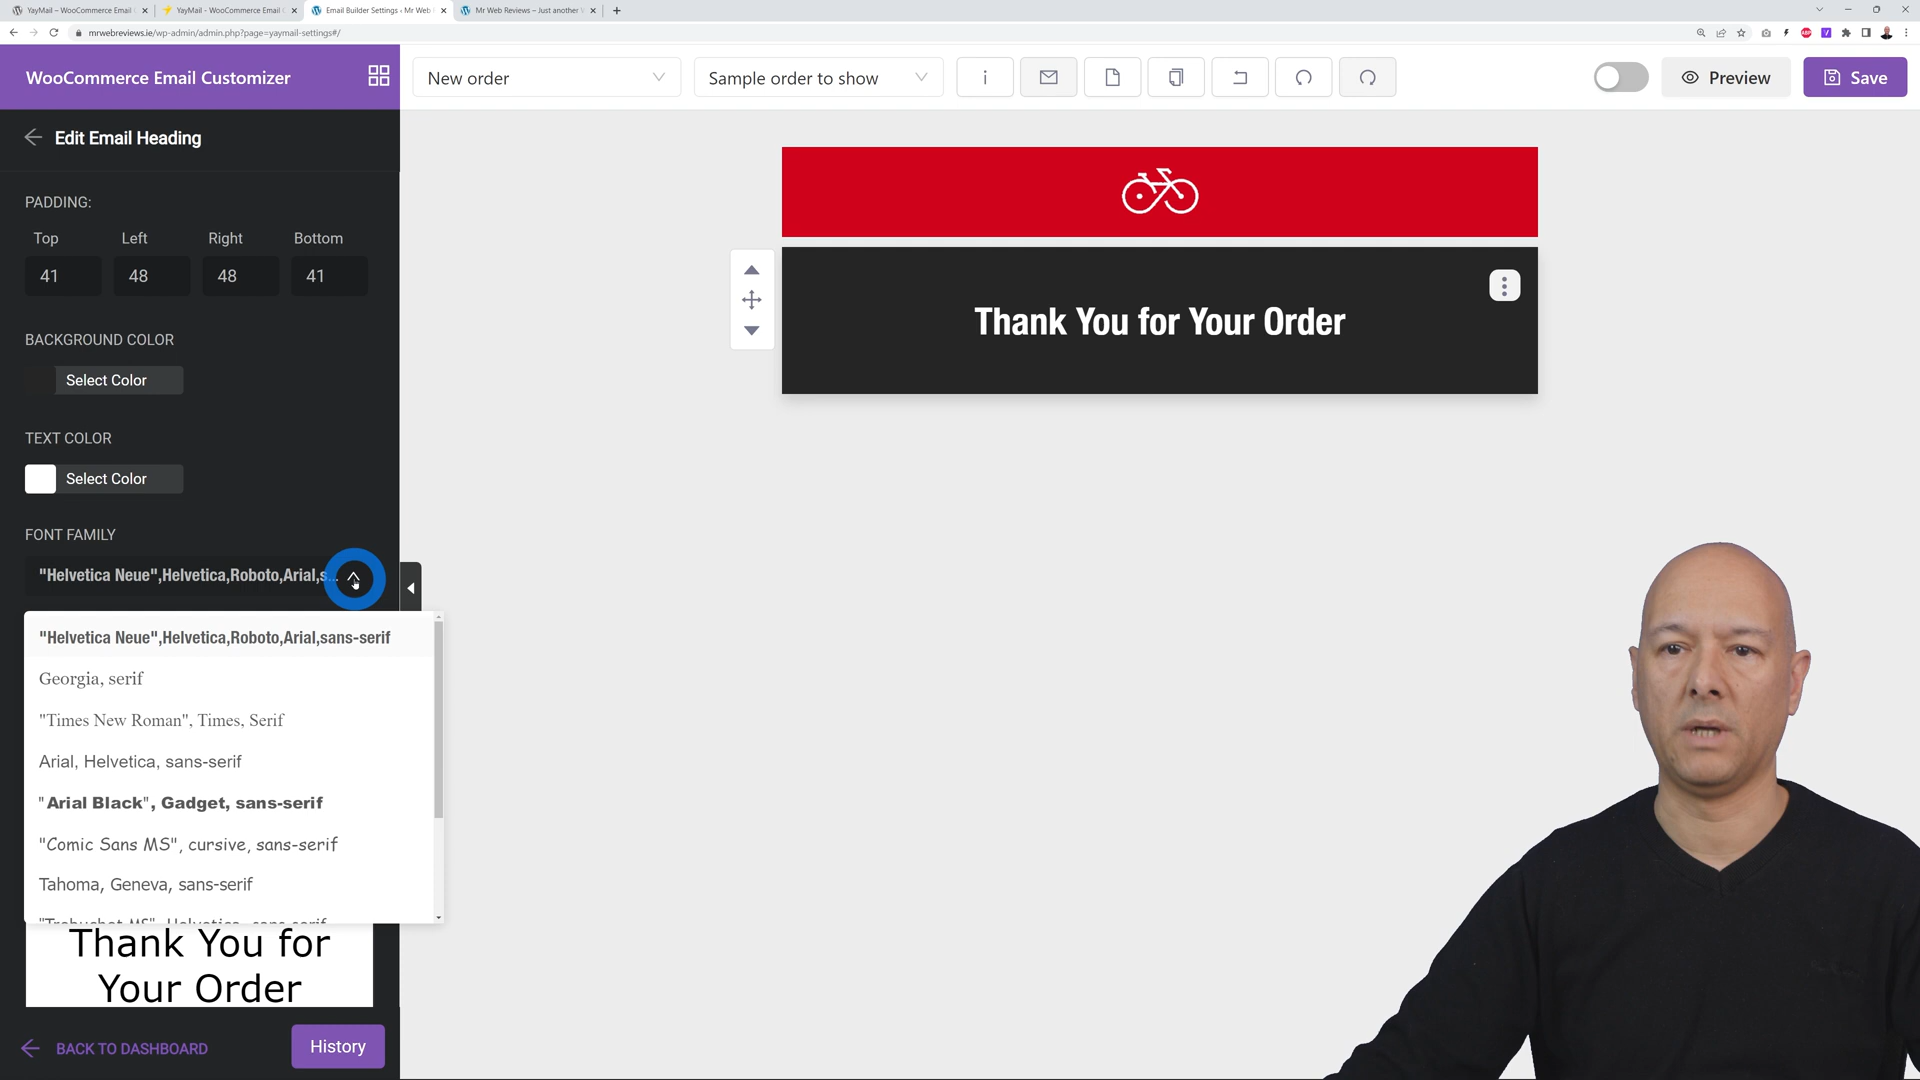 YayMail – WooCommerce Email
YayMail - WooCommerce Email
Email Builder Settings ‹ Mr Web
Mr Web Reviews – Just another
mrwebreviews.ie/wp-admin/admin.php?page=yaymail-settings#/
WooCommerce Email Customizer
New order
Sample order to show
Preview
Save
Edit Email Heading
PADDING:
Top Left Right Bottom
41 48 48 41
BACKGROUND COLOR
Select Color
TEXT COLOR
Select Color
FONT FAMILY
"Helvetica Neue",Helvetica,Roboto,Arial,s...
"Helvetica Neue",Helvetica,Roboto,Arial,sans-serif
Georgia, serif
"Times New Roman", Times, Serif
Arial, Helvetica, sans-serif
"Arial Black", Gadget, sans-serif
"Comic Sans MS", cursive, sans-serif
Tahoma, Geneva, sans-serif
"Trebuchet MS", Helvetica, sans-serif
Thank You for
Your Order
BACK TO DASHBOARD
History
Thank You for Your Order